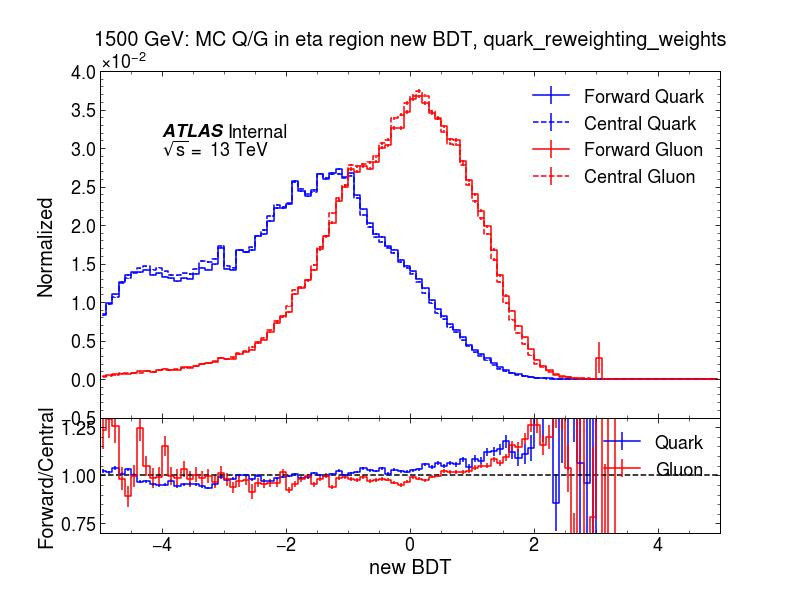 1500 GeV: MC Q/G in eta region new BDT, quark_reweighting_weights
×10⁻²
4.0
3.5
3.0
2.5
2.0
1.5
1.0
0.5
0.0
Normalized
ATLAS Internal
√s = 13 TeV
Forward Quark
Central Quark
Forward Gluon
Central Gluon
1.25
1.00
0.75
Forward/Central
Quark
Gluon
−4
−2
0
2
4
new BDT